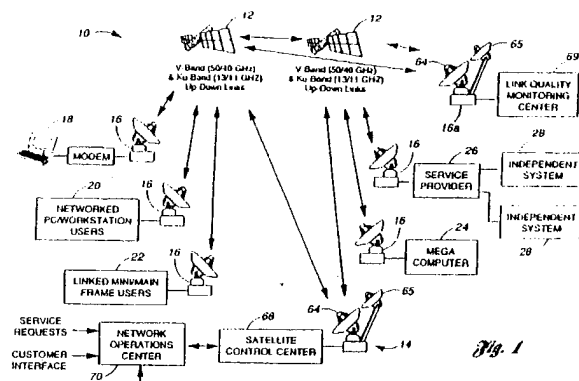 12
12
10
65
V-Band (50/40 GHz)
& Ku Band (13/11 GHz)
Up-Down Links
V-Band (50/40 GHz)
& Ku Band (13/11 GHz)
Up-Down Links
64
69
LINK QUALITY
MONITORING
CENTER
16a
18
16
MODEM
16
26
28
SERVICE
PROVIDER
INDEPENDENT
SYSTEM
20
16
NETWORKED
PC/WORKSTATION
USERS
INDEPENDENT
SYSTEM
28
16
24
MEGA
COMPUTER
22
16
LINKED MINI/MAIN
FRAME USERS
65
64
68
SERVICE
REQUESTS
CUSTOMER
INTERFACE
NETWORK
OPERATIONS
CENTER
70
SATELLITE
CONTROL CENTER
14
Fig. 1